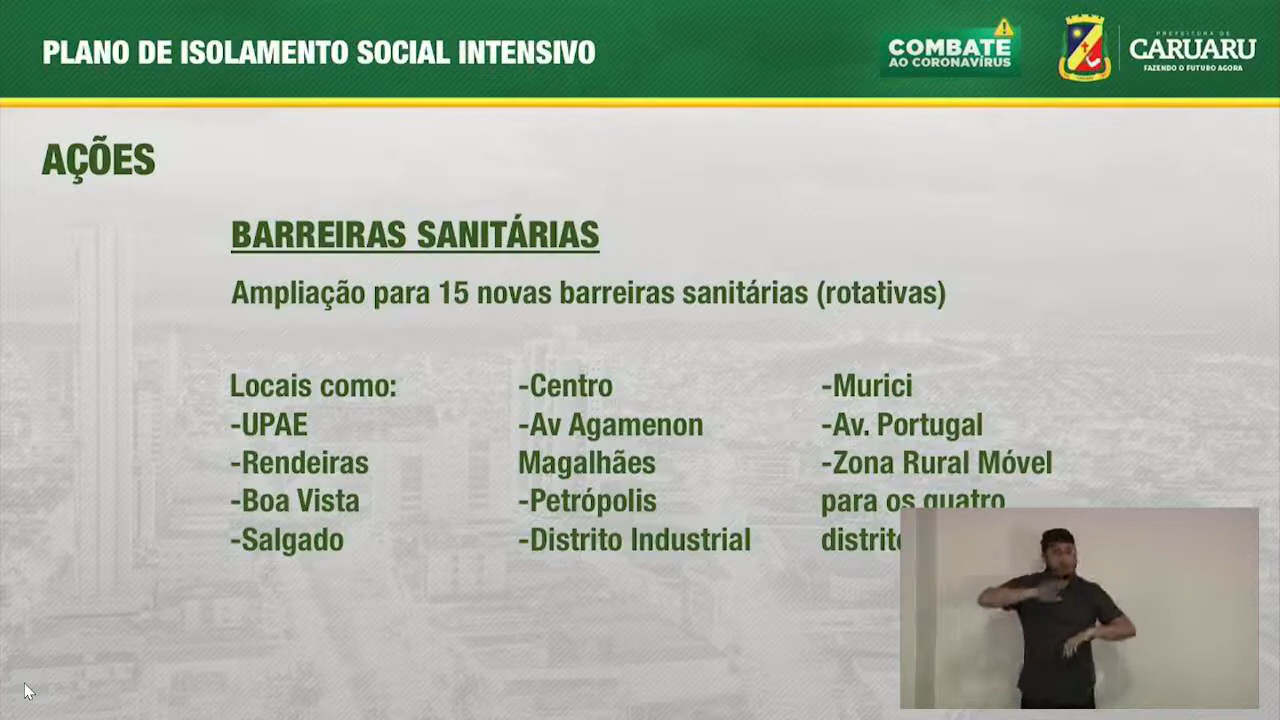 PLANO DE ISOLAMENTO SOCIAL INTENSIVO
COMBATE
AO CORONAVÍRUS
PREFEITURA DE
CARUARU
FAZENDO O FUTURO AGORA
AÇÕES
BARREIRAS SANITÁRIAS
Ampliação para 15 novas barreiras sanitárias (rotativas)
Locais como:
-UPAE
-Rendeiras
-Boa Vista
-Salgado
-Centro
-Av Agamenon
Magalhães
-Petrópolis
-Distrito Industrial
-Murici
-Av. Portugal
-Zona Rural Móvel
para os quatro